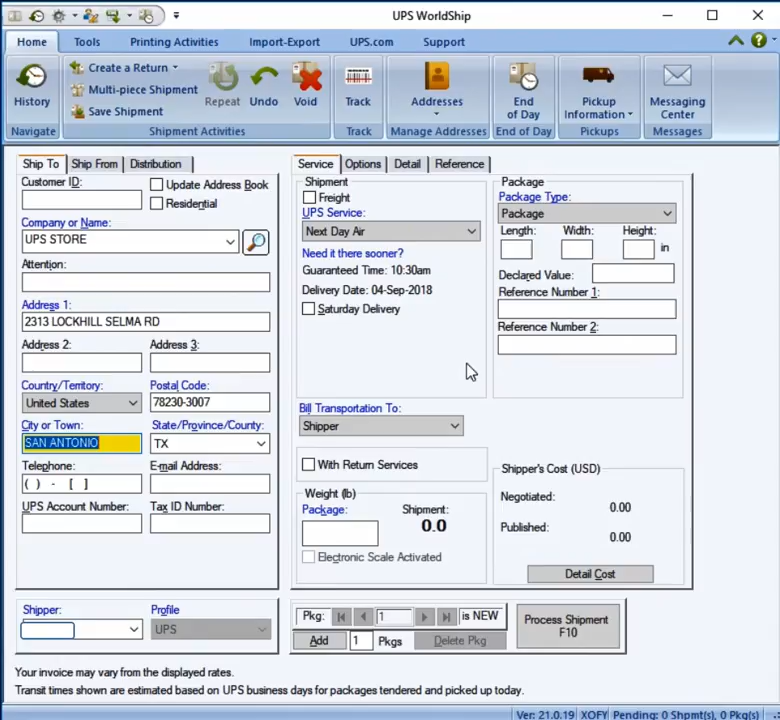 UPS WorldShip
Home Tools Printing Activities Import-Export UPS.com Support
History
Create a Return
Multi-piece Shipment
Save Shipment
Repeat Undo Void
Track
Addresses
End of Day
Pickup Information
Messaging Center
Navigate Shipment Activities Track Manage Addresses End of Day Pickups Messages
Ship To Ship From Distribution
Customer ID:
Update Address Book
Residential
Company or Name:
UPS STORE
Attention:
Address 1:
2313 LOCKHILL SELMA RD
Address 2: Address 3:
Country/Territory: Postal Code:
United States 78230-3007
City or Town: State/Province/County:
SAN ANTONIO TX
Telephone: E-mail Address:
( ) - [ ]
UPS Account Number: Tax ID Number:
Shipper: Profile
UPS
Service Options Detail Reference
Shipment
Freight
UPS Service:
Next Day Air
Need it there sooner?
Guaranteed Time: 10:30am
Delivery Date: 04-Sep-2018
Saturday Delivery
Bill Transportation To:
Shipper
With Return Services
Weight (lb)
Package: Shipment:
0.0
Electronic Scale Activated
Package
Package Type:
Package
Length: Width: Height:
in
Declared Value:
Reference Number 1:
Reference Number 2:
Shipper's Cost (USD)
Negotiated: 0.00
Published: 0.00
Detail Cost
Pkg: 1 is NEW
Add 1 Pkgs Delete Pkg
Process Shipment
F10
Your invoice may vary from the displayed rates.
Transit times shown are estimated based on UPS business days for packages tendered and picked up today.
Ver: 21.0.19 XOFY Pending: 0 Shpmt(s), 0 Pkg(s)